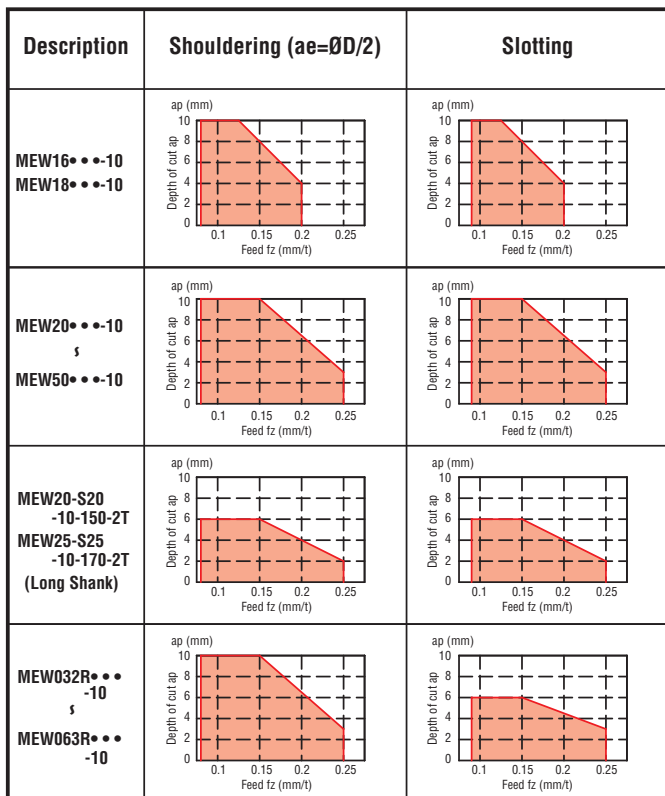 Description
Shouldering (ae=ØD/2)
Slotting
MEW16•••-10
MEW18•••-10
ap (mm)
Depth of cut ap
10
8
6
4
2
0
0.1 0.15 0.2 0.25
Feed fz (mm/t)
ap (mm)
Depth of cut ap
10
8
6
4
2
0
0.1 0.15 0.2 0.25
Feed fz (mm/t)
MEW20•••-10
~
MEW50•••-10
ap (mm)
Depth of cut ap
10
8
6
4
2
0
0.1 0.15 0.2 0.25
Feed fz (mm/t)
ap (mm)
Depth of cut ap
10
8
6
4
2
0
0.1 0.15 0.2 0.25
Feed fz (mm/t)
MEW20-S20
-10-150-2T
MEW25-S25
-10-170-2T
(Long Shank)
ap (mm)
Depth of cut ap
10
8
6
4
2
0
0.1 0.15 0.2 0.25
Feed fz (mm/t)
ap (mm)
Depth of cut ap
10
8
6
4
2
0
0.1 0.15 0.2 0.25
Feed fz (mm/t)
MEW032R•••
-10
~
MEW063R•••
-10
ap (mm)
Depth of cut ap
10
8
6
4
2
0
0.1 0.15 0.2 0.25
Feed fz (mm/t)
ap (mm)
Depth of cut ap
10
8
6
4
2
0
0.1 0.15 0.2 0.25
Feed fz (mm/t)